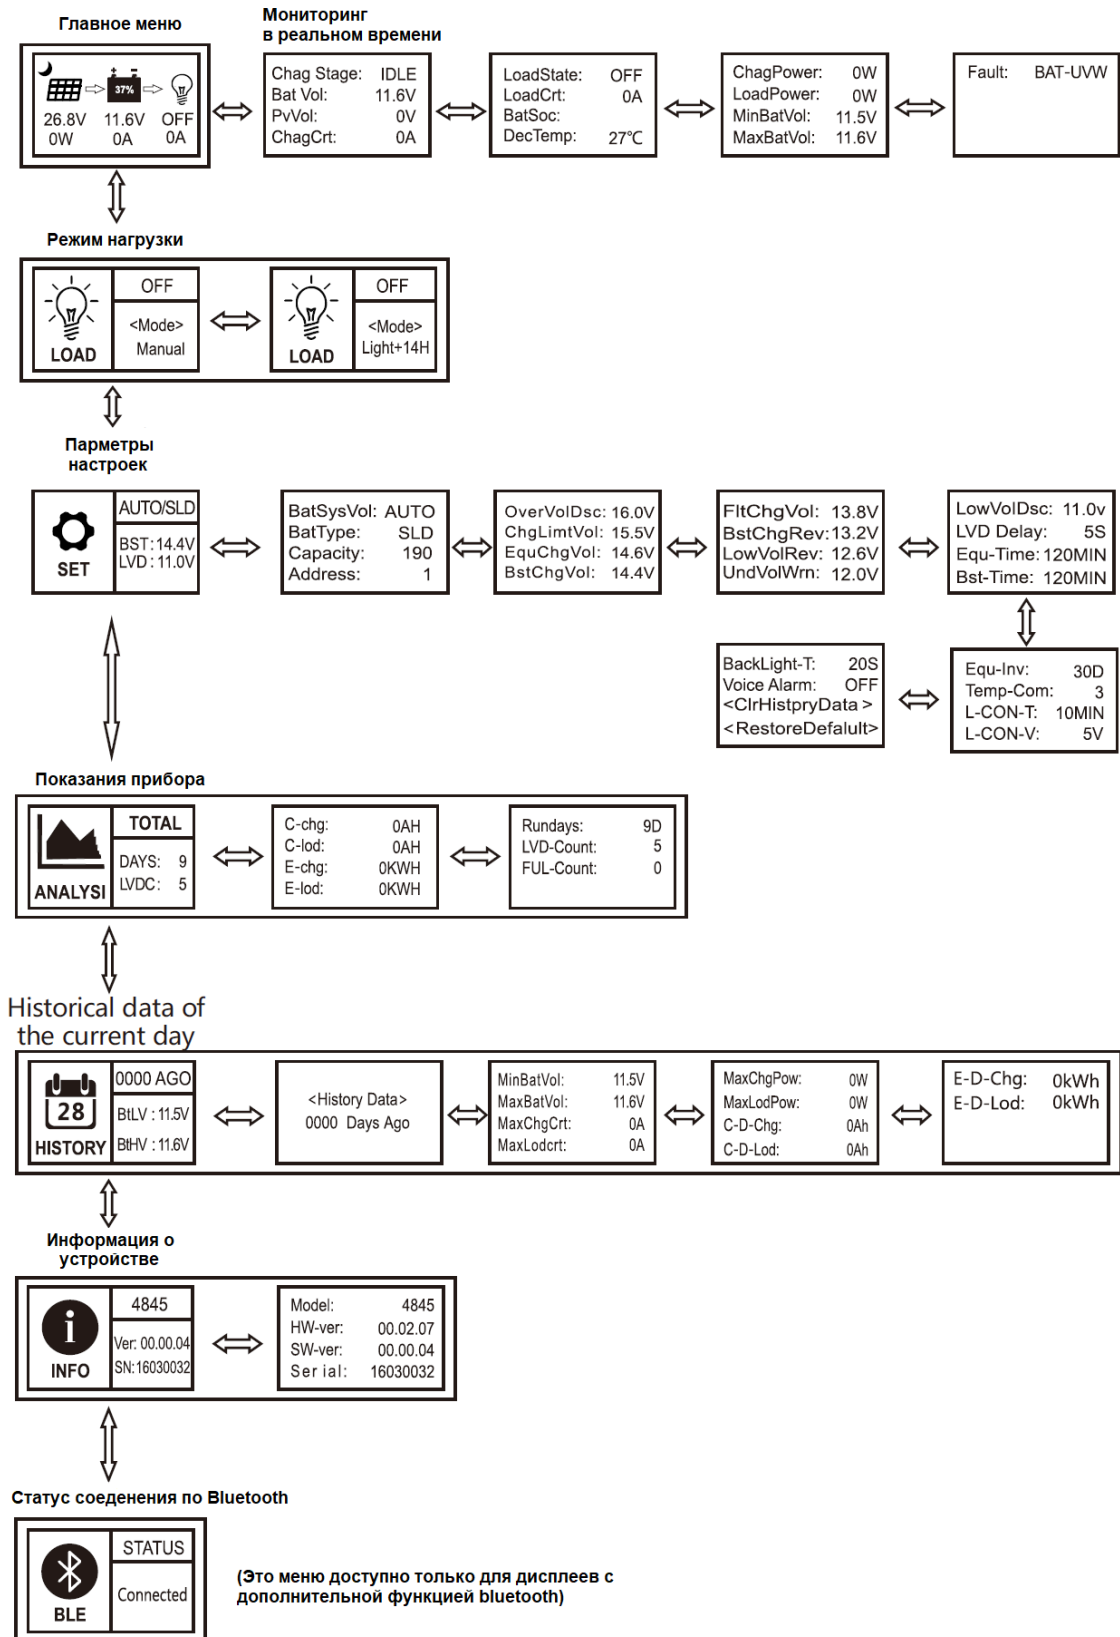 Главное меню
Мониторинг
в реальном времени
37%
26.8V 11.6V OFF
0W 0A 0A
Chag Stage: IDLE
Bat Vol: 11.6V
PvVol: 0V
ChagCrt: 0A
LoadState: OFF
LoadCrt: 0A
BatSoc:
DecTemp: 27℃
ChagPower: 0W
LoadPower: 0W
MinBatVol: 11.5V
MaxBatVol: 11.6V
Fault: BAT-UVW
Режим нагрузки
LOAD
OFF
<Mode>
Manual
LOAD
OFF
<Mode>
Light+14H
Парметры
настроек
SET
AUTO/SLD
BST:14.4V
LVD:11.0V
BatSysVol: AUTO
BatType: SLD
Capacity: 190
Address: 1
OverVolDsc: 16.0V
ChgLimtVol: 15.5V
EquChgVol: 14.6V
BstChgVol: 14.4V
FltChgVol: 13.8V
BstChgRev:13.2V
LowVolRev: 12.6V
UndVolWrn: 12.0V
LowVolDsc: 11.0v
LVD Delay: 5S
Equ-Time: 120MIN
Bst-Time: 120MIN
BackLight-T: 20S
Voice Alarm: OFF
<ClrHistpryData >
<RestoreDefalult>
Equ-Inv: 30D
Temp-Com: 3
L-CON-T: 10MIN
L-CON-V: 5V
Показания прибора
ANALYSI
TOTAL
DAYS: 9
LVDC: 5
C-chg: 0AH
C-lod: 0AH
E-chg: 0KWH
E-lod: 0KWH
Rundays: 9D
LVD-Count: 5
FUL-Count: 0
Historical data of
the current day
28
HISTORY
0000 AGO
BtLV : 11.5V
BtHV : 11.6V
<History Data>
0000 Days Ago
MinBatVol: 11.5V
MaxBatVol: 11.6V
MaxChgCrt: 0A
MaxLodcrt: 0A
MaxChgPow: 0W
MaxLodPow: 0W
C-D-Chg: 0Ah
C-D-Lod: 0Ah
E-D-Chg: 0kWh
E-D-Lod: 0kWh
Информация о
устройстве
i
INFO
4845
Ver: 00.00.04
SN:16030032
Model: 4845
HW-ver: 00.02.07
SW-ver: 00.00.04
Serial: 16030032
Статус соеденения по Bluetooth
BLE
STATUS
Connected
(Это меню доступно только для дисплеев с
дополнительной функцией bluetooth)